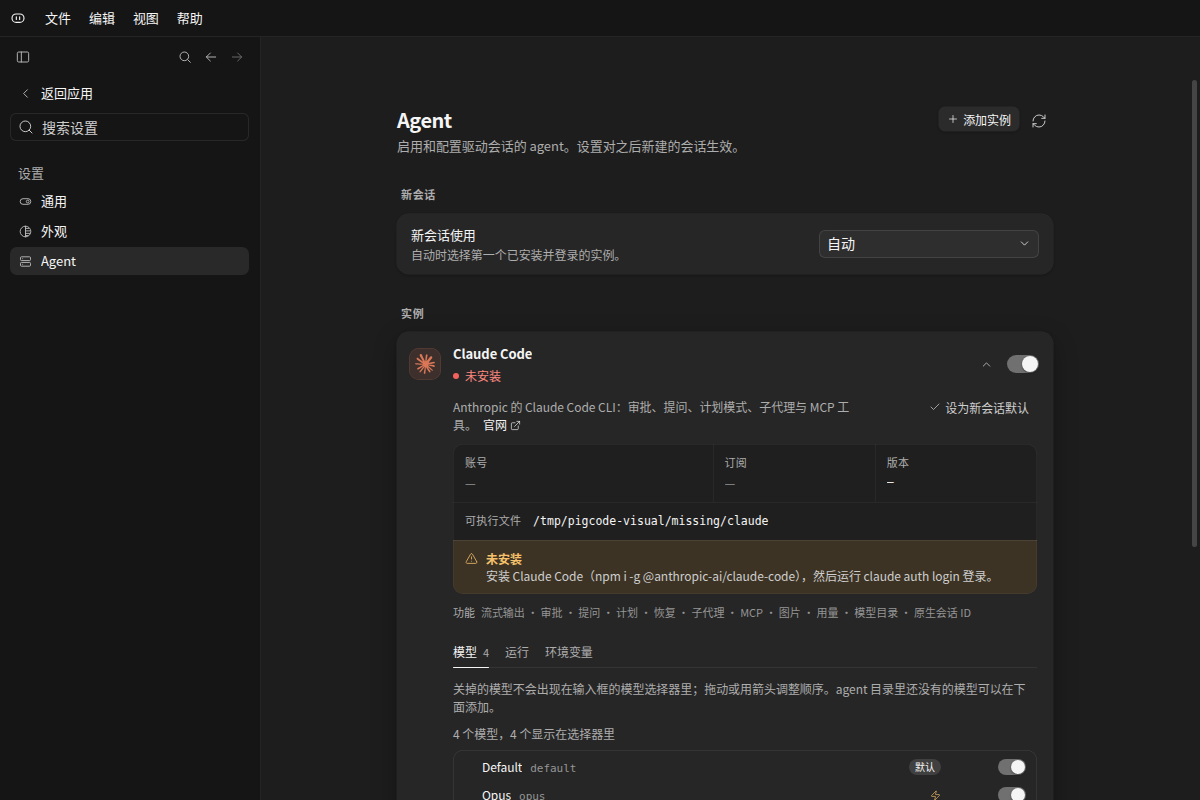 文件 编辑 视图 帮助
返回应用
搜索设置
设置
通用
外观
Agent
Agent
添加实例
启用和配置驱动会话的 agent。设置对之后新建的会话生效。
新会话
新会话使用
自动时选择第一个已安装并登录的实例。
自动
实例
Claude Code
未安装
Anthropic 的 Claude Code CLI：审批、提问、计划模式、子代理与 MCP 工
具。 官网
设为新会话默认
账号 订阅 版本
— — –
可执行文件 /tmp/pigcode-visual/missing/claude
未安装
安装 Claude Code（npm i -g @anthropic-ai/claude-code），然后运行 claude auth login 登录。
功能 流式输出 · 审批 · 提问 · 计划 · 恢复 · 子代理 · MCP · 图片 · 用量 · 模型目录 · 原生会话 ID
模型 4 运行 环境变量
关掉的模型不会出现在输入框的模型选择器里；拖动或用箭头调整顺序。agent 目录里还没有的模型可以在下
面添加。
4 个模型，4 个显示在选择器里
Default default 默认
Opus opus